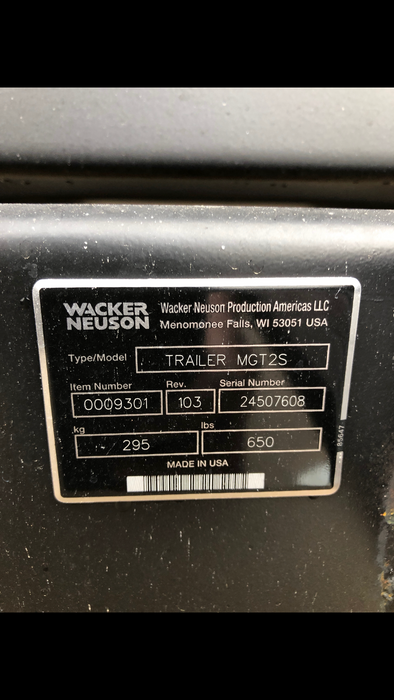 WACKER NEUSON
Wacker Neuson Production Americas LLC
Menomonee Falls, WI 53051 USA
Type/Model TRAILER MGT2S
Item Number Rev. Serial Number
0009301 103 24507608
kg lbs
295 650
MADE IN USA
85647